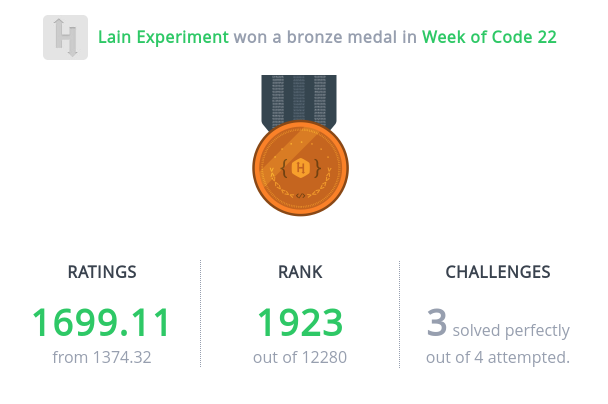 Lain Experiment won a bronze medal in Week of Code 22
{ H }
</>
RATINGS
RANK
CHALLENGES
1699.11
1923
3 solved perfectly
from 1374.32
out of 12280
out of 4 attempted.